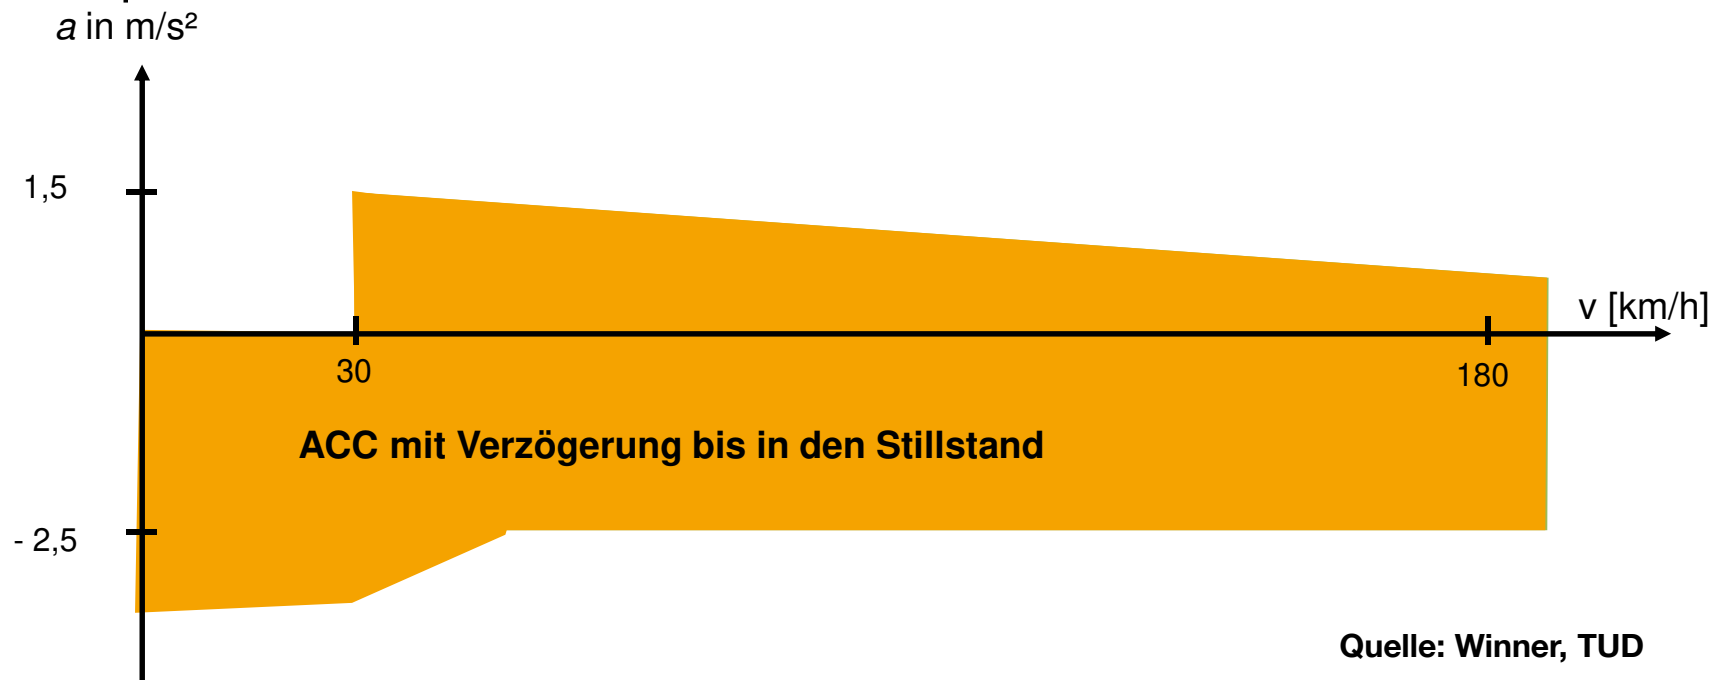 a in m/s²
1,5
v [km/h]
30
180
ACC mit Verzögerung bis in den Stillstand
- 2,5
Quelle: Winner, TUD